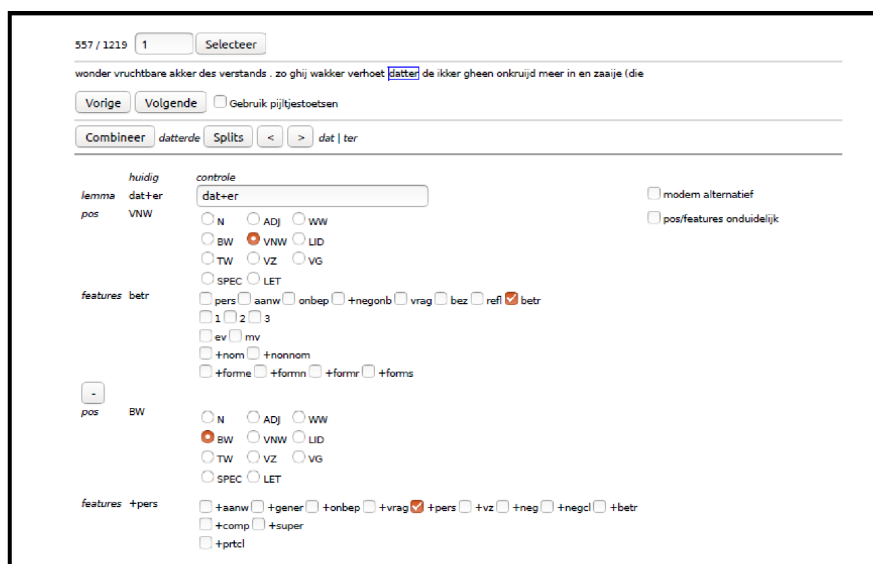 557 / 1219 1 Selecteer
wonder vruchtbare akker des verstands . zo ghij wakker verhoet datter de ikker gheen onkruijd meer in en zaaije (die
Vorige Volgende Gebruik pijltjestoetsen
Combineer datterde Splits < > dat | ter
huidig controle
lemma dat+er dat+er modern alternatief
pos VNW N ADJ WW pos/features onduidelijk
BW VNW LID
TW VZ VG
SPEC LET
features betr pers aanw onbep +negonb vrag bez refl betr
1 2 3
ev mv
+nom +nonnom
+forme +formn +formr +forms
-
pos BW N ADJ WW
BW VNW LID
TW VZ VG
SPEC LET
features +pers +aanw +gener +onbep +vrag +pers +vz +neg +negcl +betr
+comp +super
+prtcl